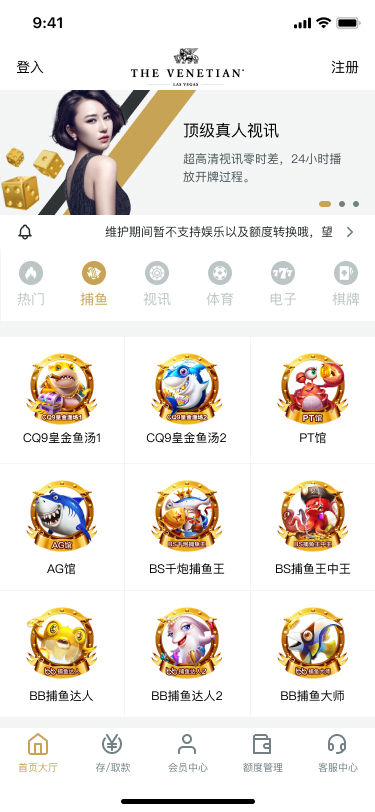 9:41
登入
THE VENETIAN
LAS VEGAS
注册
顶级真人视讯
超高清视讯零时差，24小时播
放开牌过程。
维护期间暂不支持娱乐以及额度转换哦，望
777
热门 捕鱼 视讯 体育 电子 棋牌
CQ9皇金渔场1 CQ9皇金渔场2 PT馆
CQ9皇金鱼汤1 CQ9皇金鱼汤2 PT馆
AG馆 BS千炮捕鱼王 BS捕鱼王中王
AG馆 BS千炮捕鱼王 BS捕鱼王中王
BB捕鱼达人 BB捕鱼达人2 BB捕鱼大师
BB捕鱼达人 BB捕鱼达人2 BB捕鱼大师
首页大厅 存/取款 会员中心 额度管理 客服中心